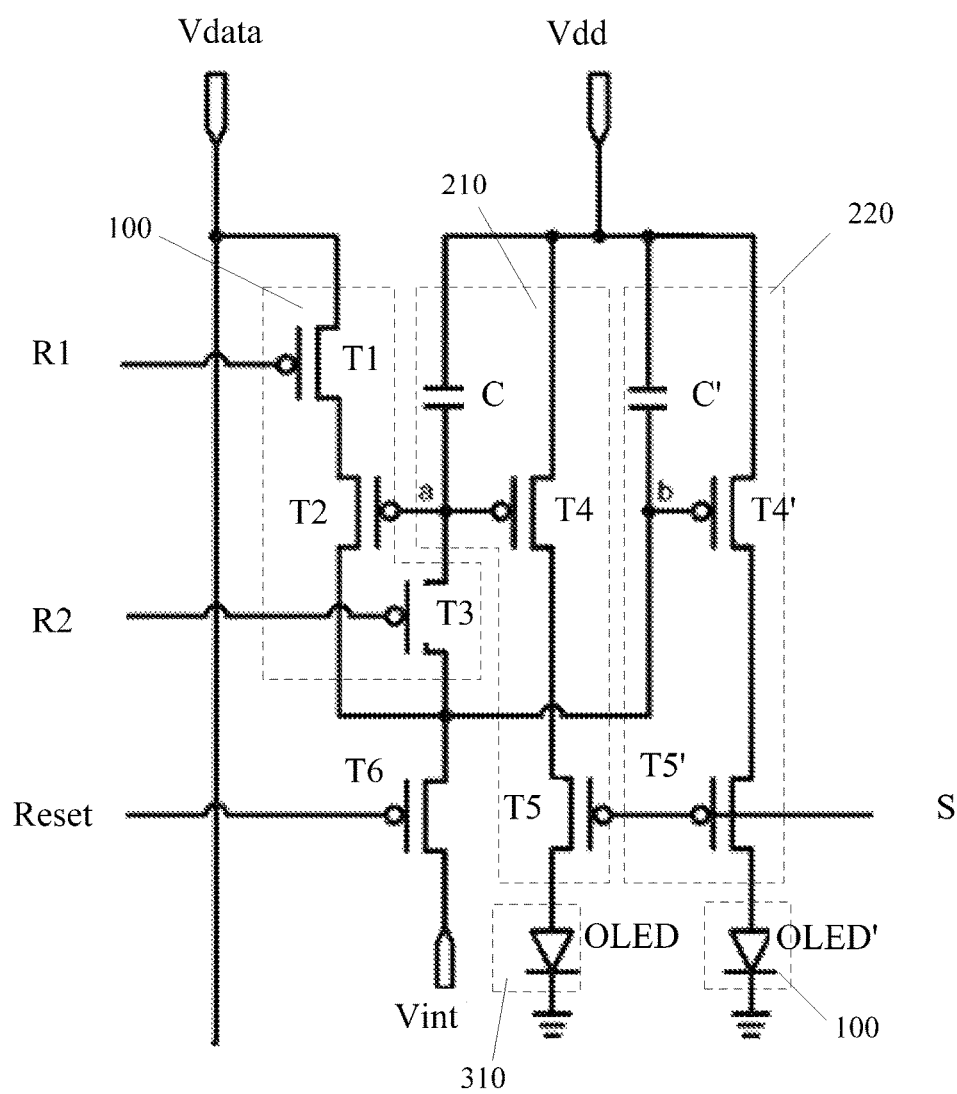 Vdata
Vdd
210
220
100
R1
T1
C
C'
a
b
T2
T4
T4'
R2
T3
T6
T5'
Reset
T5
S
OLED
OLED'
Vint
100
310